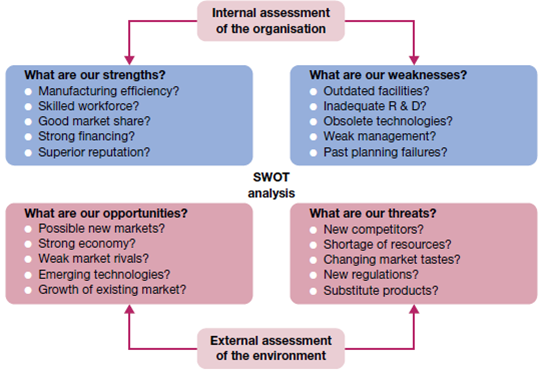 Internal assessment
of the organisation
What are our strengths?
Manufacturing efficiency?
Skilled workforce?
Good market share?
Strong financing?
Superior reputation?
What are our weaknesses?
Outdated facilities?
Inadequate R & D?
Obsolete technologies?
Weak management?
Past planning failures?
SWOT
analysis
What are our opportunities?
Possible new markets?
Strong economy?
Weak market rivals?
Emerging technologies?
Growth of existing market?
What are our threats?
New competitors?
Shortage of resources?
Changing market tastes?
New regulations?
Substitute products?
External assessment
of the environment